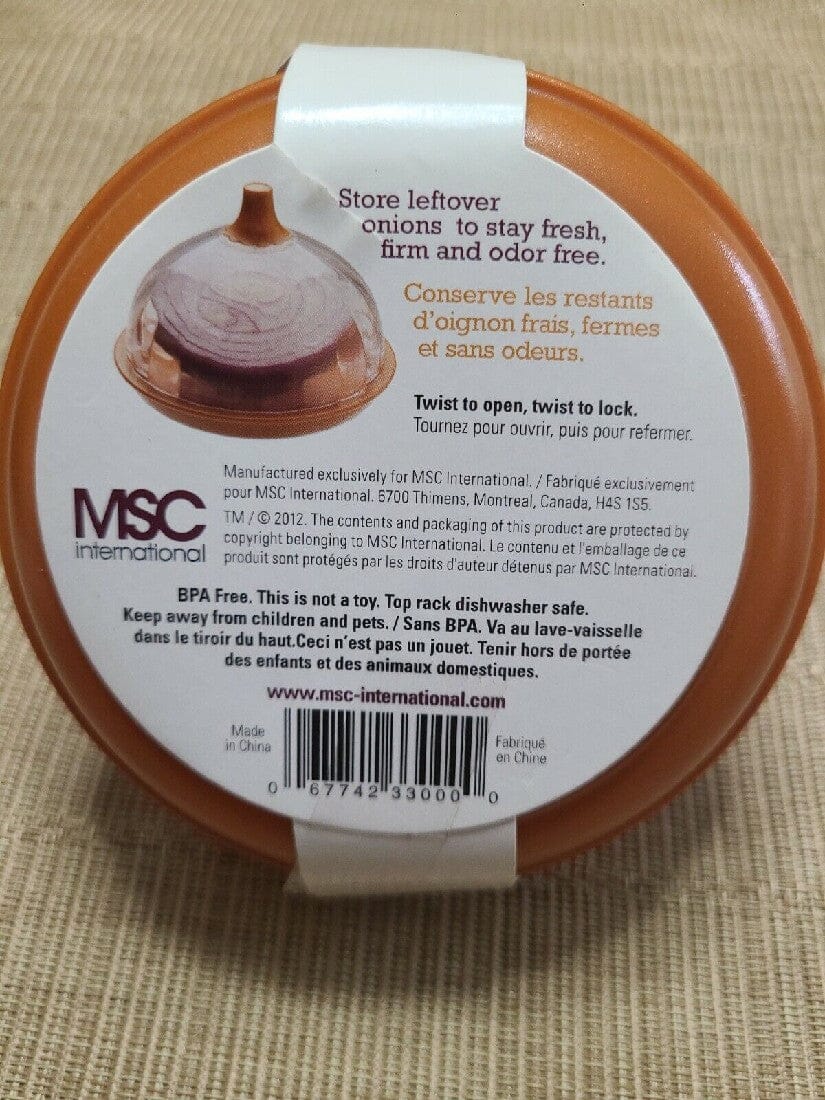 Store leftover
onions to stay fresh,
firm and odor free.
Conserve les restants
d'oignon frais, fermes
et sans odeurs.
Twist to open, twist to lock.
Tournez pour ouvrir, puis pour refermer.
MSC
international
Manufactured exclusively for MSC International. / Fabriqué exclusivement
pour MSC International. 6700 Thimens, Montreal, Canada, H4S 1S5.
TM / © 2012. The contents and packaging of this product are protected by
copyright belonging to MSC International. Le contenu et l'emballage de ce
produit sont protégés par les droits d'auteur détenus par MSC International.
BPA Free. This is not a toy. Top rack dishwasher safe.
Keep away from children and pets. / Sans BPA. Va au lave-vaisselle
dans le tiroir du haut.Ceci n'est pas un jouet. Tenir hors de portée
des enfants et des animaux domestiques.
www.msc-international.com
Made
in China
Fabriqué
en Chine
0 67742 33000 0